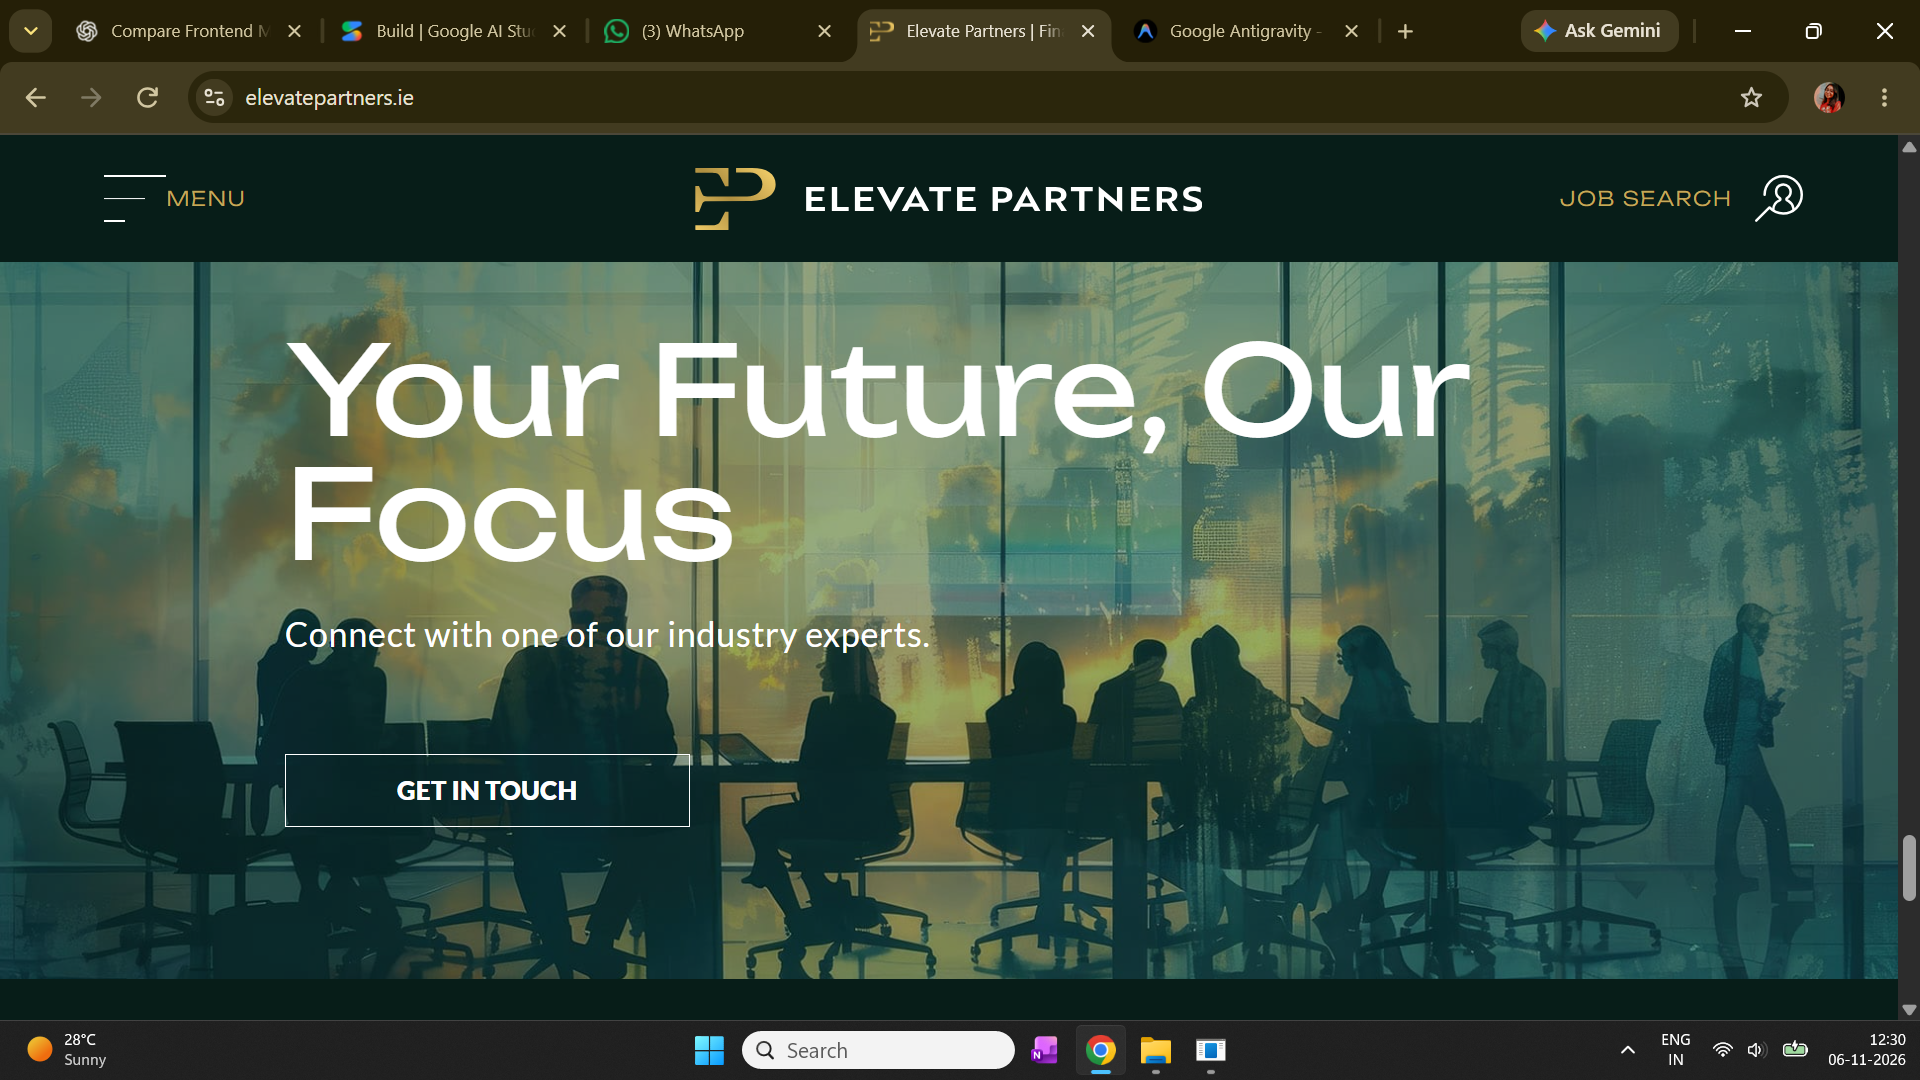 Compare Frontend M
Build | Google AI Stu
(3) WhatsApp
Elevate Partners | Fin
Google Antigravity -
Ask Gemini
elevatepartners.ie
MENU
EP
ELEVATE PARTNERS
JOB SEARCH
Your Future, Our
Focus
Connect with one of our industry experts.
GET IN TOUCH
28°C
Sunny
Search
N
ENG
IN
12:30
06-11-2026